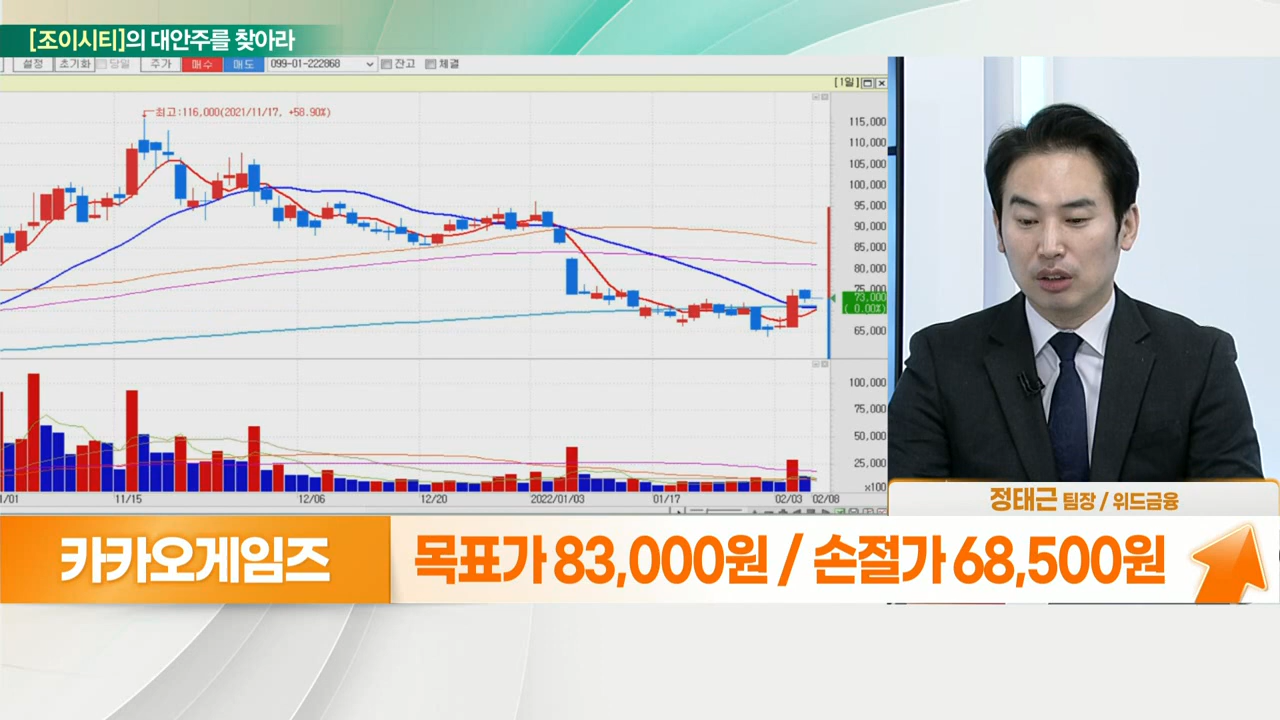 [조이시티]의 대안주를 찾아라
설정 초기화 당일 주가 매수 매도 099-01-222868 잔고 체결
[1일]
최고:116,000(2021/11/17, +58.90%)
115,000
110,000
105,000
100,000
95,000
90,000
85,000
80,000
75,000
73,000
( 0.00%)
65,000
100,000
75,000
50,000
25,000
x100
1/01 11/15 12/06 12/20 2022/01/03 01/17 02/03 02/08
정태근 팀장 / 위드금융
카카오게임즈
목표가 83,000원 / 손절가 68,500원